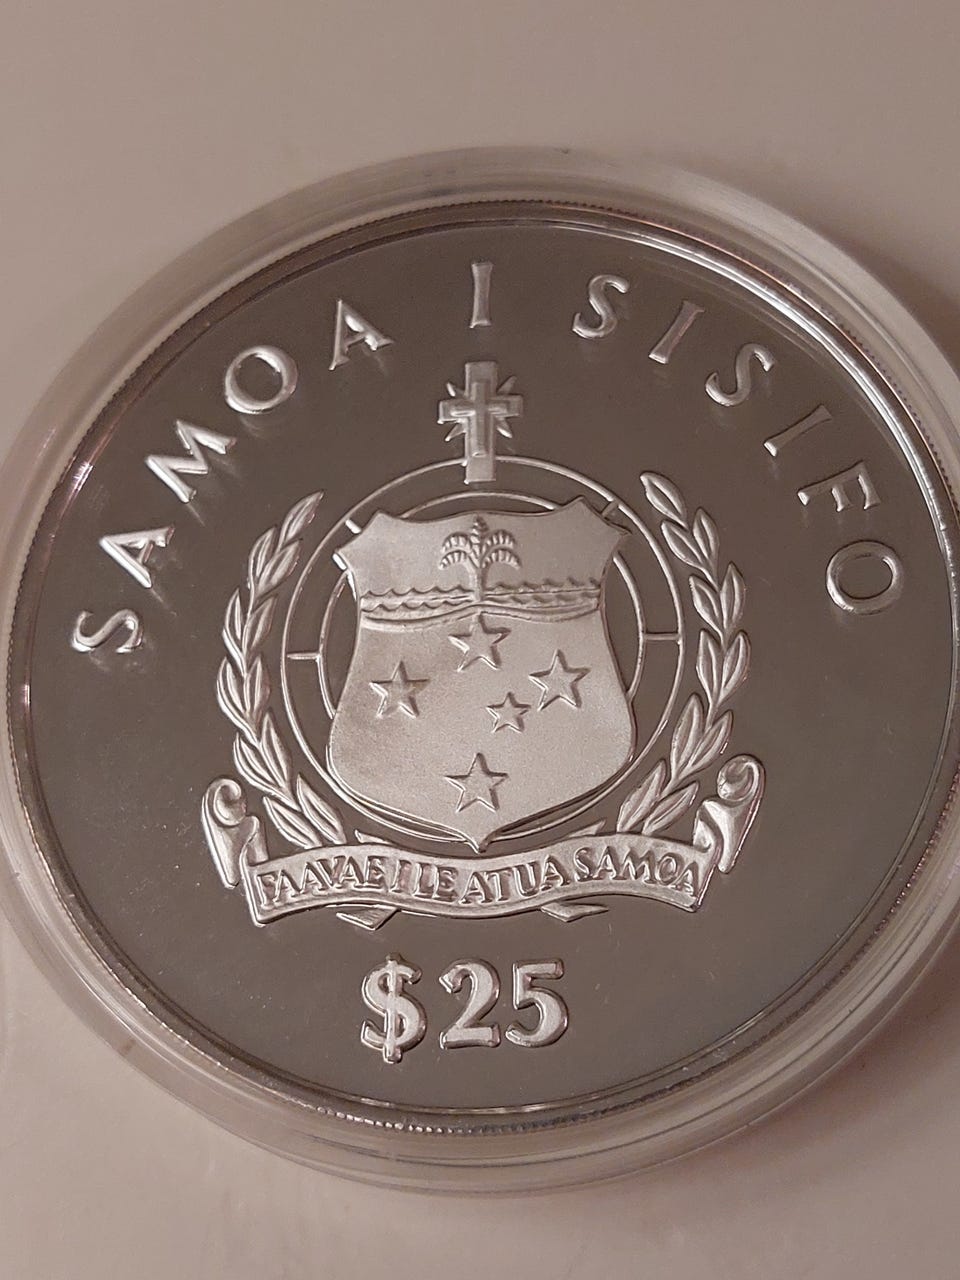 SAMOA I SISIFO
FAAVAE I LE ATUA SAMOA
$25